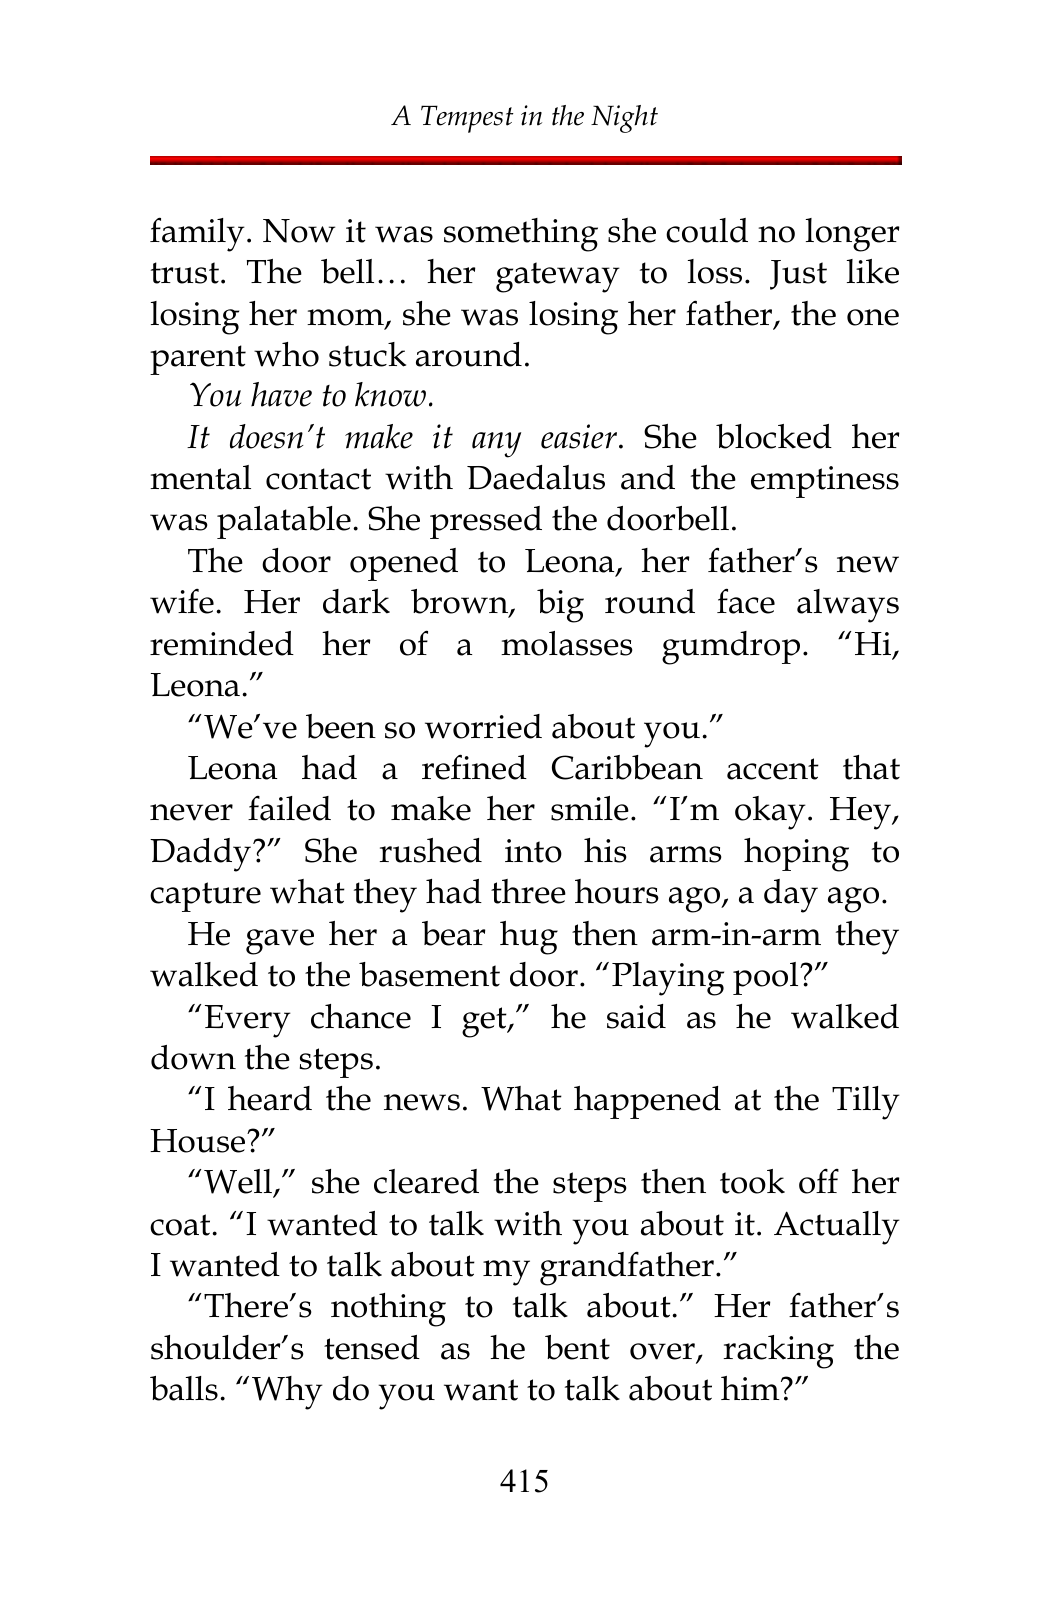 A Tempest in the Night
family. Now it was something she could no longer
trust. The bell… her gateway to loss. Just like
losing her mom, she was losing her father, the one
parent who stuck around.
You have to know.
It doesn’t make it any easier. She blocked her
mental contact with Daedalus and the emptiness
was palatable. She pressed the doorbell.
The door opened to Leona, her father’s new
wife. Her dark brown, big round face always
reminded her of a molasses gumdrop. “Hi,
Leona.”
“We’ve been so worried about you.”
Leona had a refined Caribbean accent that
never failed to make her smile. “I’m okay. Hey,
Daddy?” She rushed into his arms hoping to
capture what they had three hours ago, a day ago.
He gave her a bear hug then arm-in-arm they
walked to the basement door. “Playing pool?”
“Every chance I get,” he said as he walked
down the steps.
“I heard the news. What happened at the Tilly
House?”
“Well,” she cleared the steps then took off her
coat. “I wanted to talk with you about it. Actually
I wanted to talk about my grandfather.”
“There’s nothing to talk about.” Her father’s
shoulder’s tensed as he bent over, racking the
balls. “Why do you want to talk about him?”
415